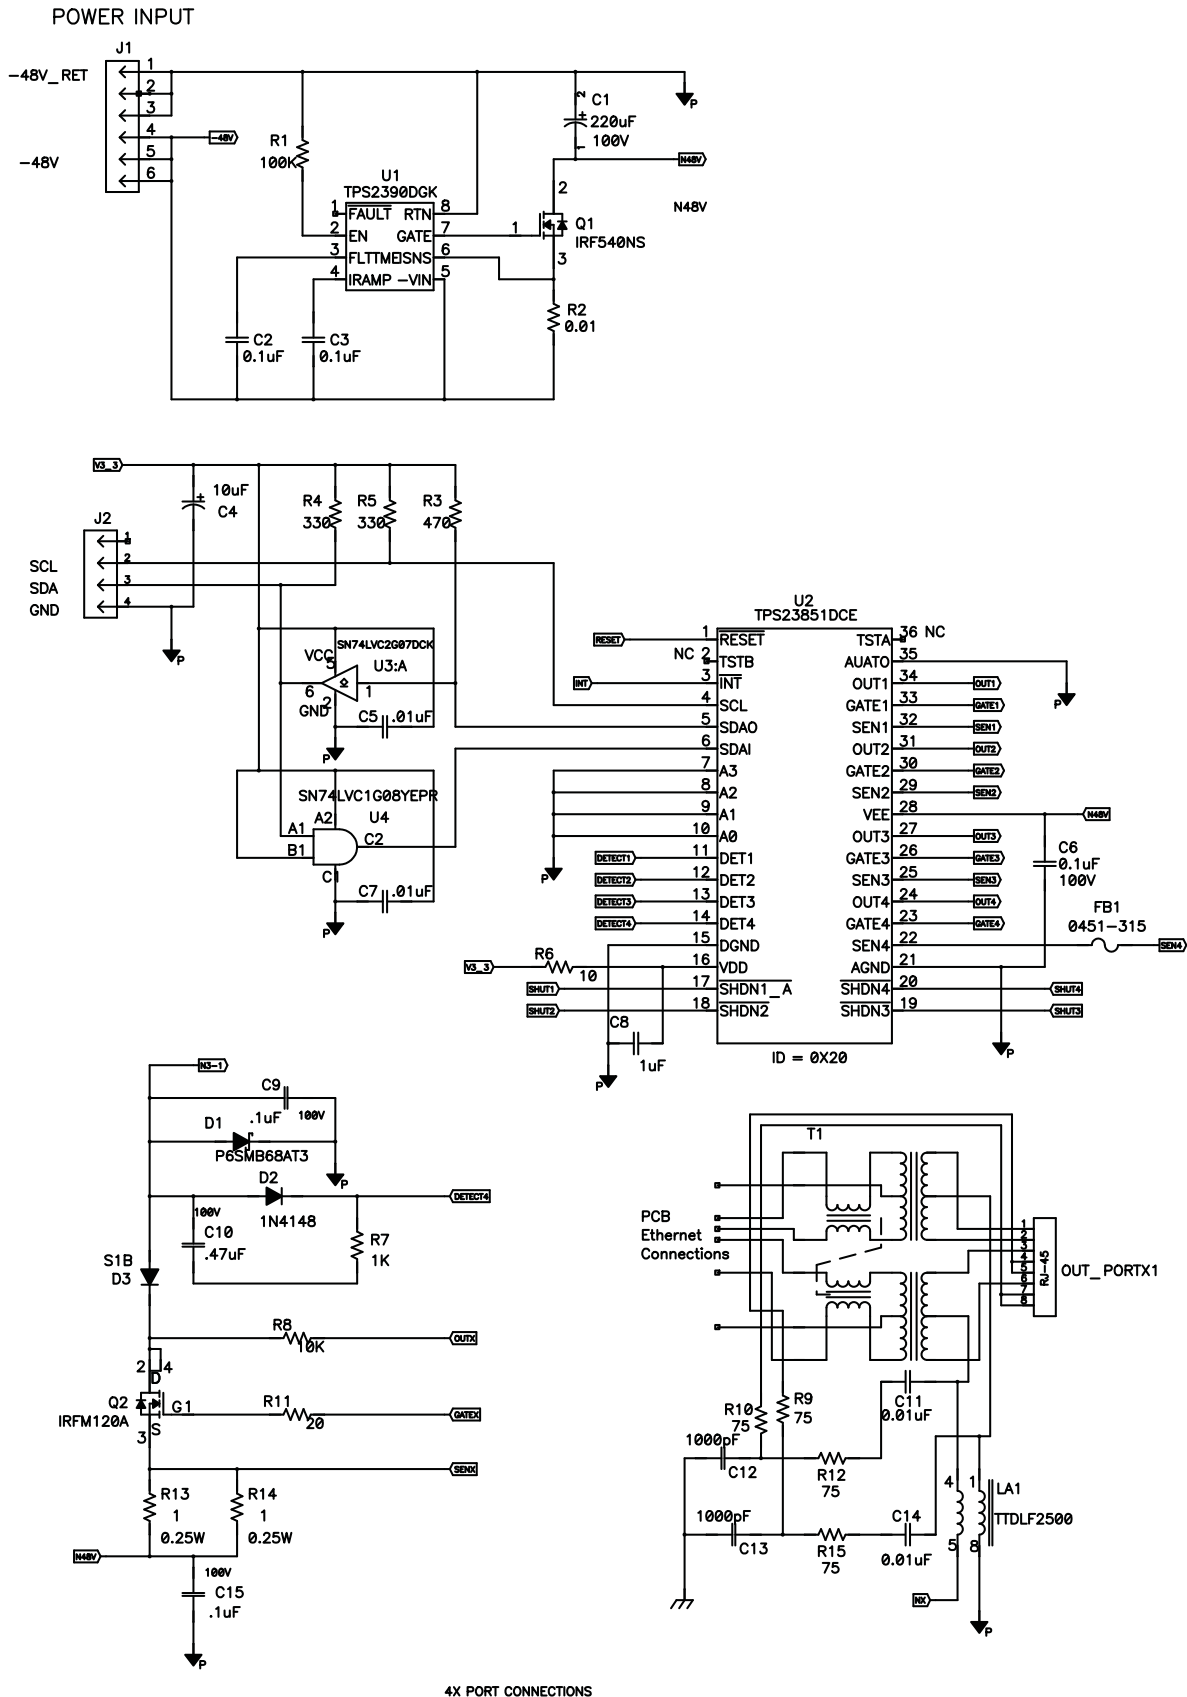 POWER INPUT
J1
-48V_RET
1
2
3
4
5
6
-48V
-48V
R1
100K
U1
TPS2390DGK
1 FAULT RTN 8
2 EN GATE 7
3 FLTTMEISNS 6
4 IRAMP -VIN 5
2
C1
220uF
100V
1
P
N48V
N48V
2
1
Q1
IRF540NS
3
R2
0.01
C2
0.1uF
C3
0.1uF
V3_3
10uF
C4
R4
330
R5
330
R3
470
J2
1
2
3
4
SCL
SDA
GND
P
SN74LVC2G07DCK
VCC
5
U3:A
6
1
2
GND
C5 .01uF
P
SN74LVC1G08YEPR
A2
U4
A1
B1
C2
C1
C7 .01uF
P
U2
TPS23851DCE
RESET 1 RESET TSTA 36 NC
NC 2 TSTB AUATO 35
INT 3 INT OUT1 34 OUT1
4 SCL GATE1 33 GATE1
P
5 SDAO SEN1 32 SEN1
6 SDAI OUT2 31 OUT2
7 A3 GATE2 30 GATE2
8 A2 SEN2 29 SEN2
9 A1 VEE 28 N48V
10 A0 OUT3 27 OUT3
DETECT1 11 DET1 GATE3 26 GATE3
P
DETECT2 12 DET2 SEN3 25 SEN3
DETECT3 13 DET3 OUT4 24 OUT4
DETECT4 14 DET4 GATE4 23 GATE4
15 DGND SEN4 22 SEN4
V3_3 16 VDD AGND 21
SHUT1 17 SHDN1_A SHDN4 20 SHUT4
SHUT2 18 SHDN2 SHDN3 19 SHUT3
C6
0.1uF
100V
FB1
0451-315
R6
10
C8
1uF
P
P
ID = 0X20
N3-1
C9
.1uF
100V
D1
P6SMB68AT3
P
D2
1N4148
DETECT4
100V
C10
.47uF
R7
1K
S1B
D3
R8
10K
OUTX
2
4
D
Q2
IRFM120A
G1
S
3
R11
20
GATEX
SENX
R13
1
0.25W
R14
1
0.25W
N48V
100V
C15
.1uF
P
T1
PCB
Ethernet
Connections
1
2
3
4
5
6
7
8
RJ-45
OUT_PORTX1
R10
75
R9
75
C11
0.01uF
1000pF
C12
R12
75
1000pF
C13
R15
75
C14
0.01uF
4
1
LA1
TTDLF2500
5
8
NX
P
4X PORT CONNECTIONS